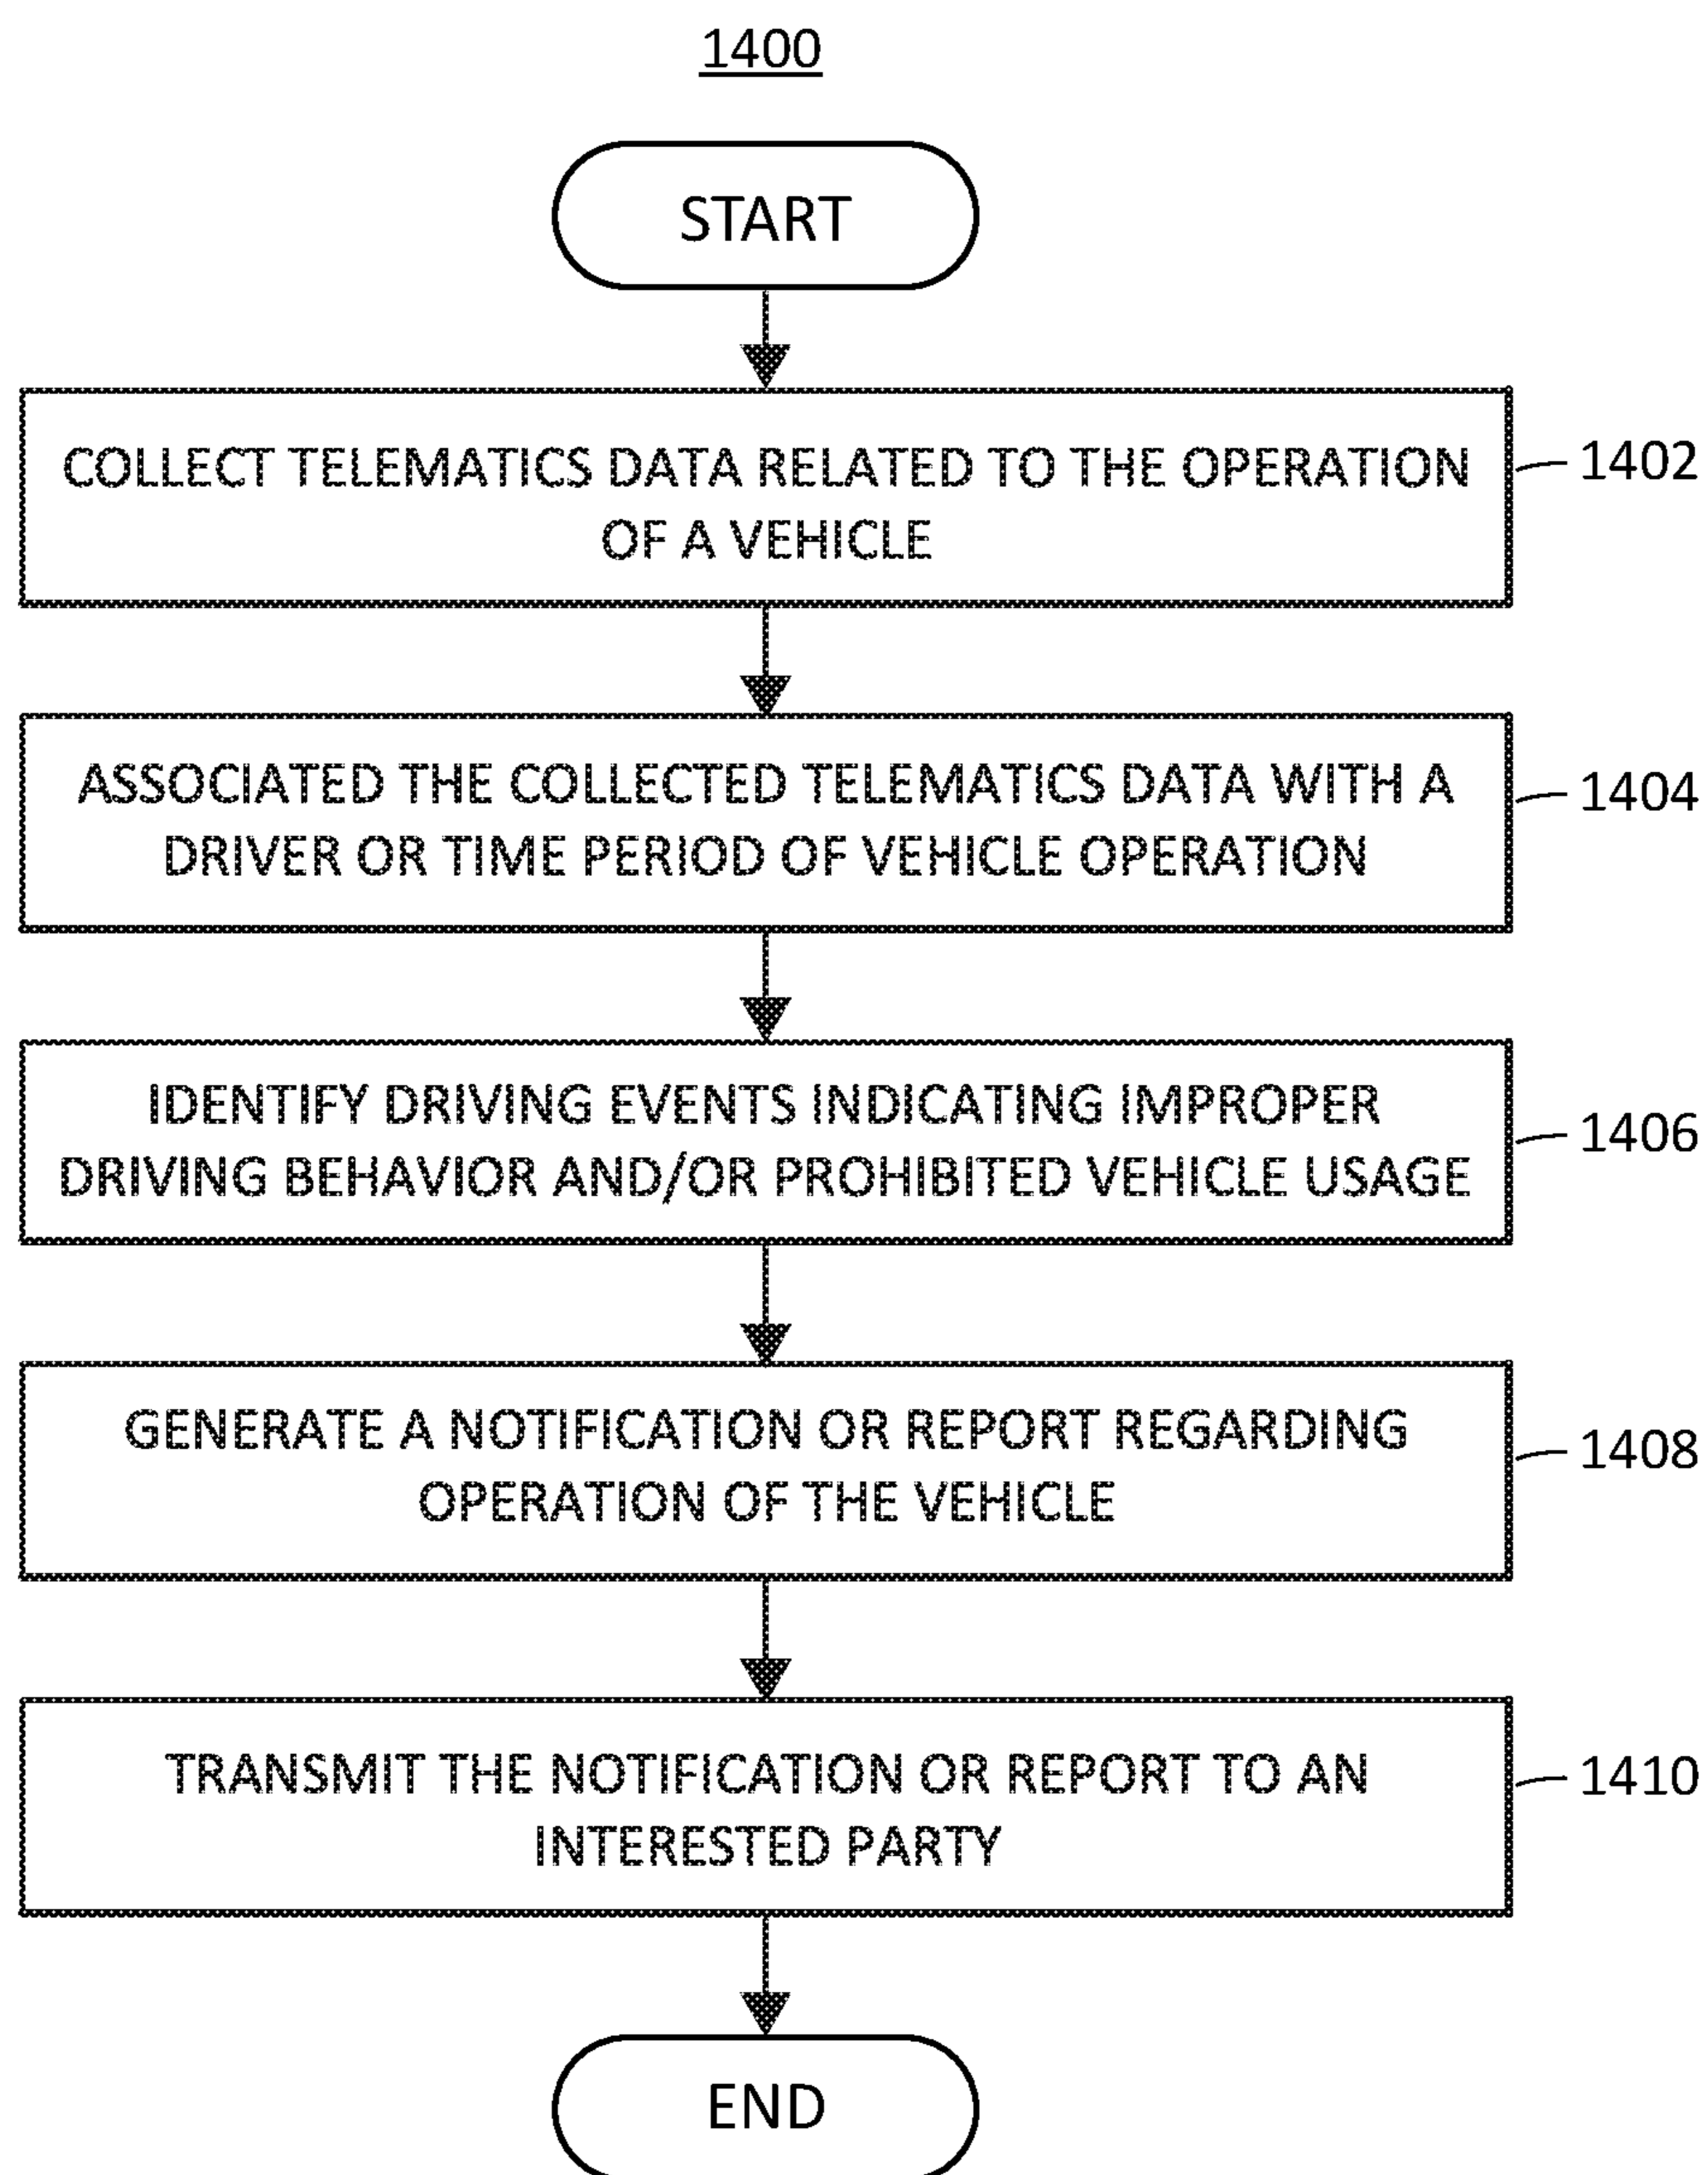 1400
START
COLLECT TELEMATICS DATA RELATED TO THE OPERATION
OF A VEHICLE
1402
ASSOCIATED THE COLLECTED TELEMATICS DATA WITH A
DRIVER OR TIME PERIOD OF VEHICLE OPERATION
1404
IDENTIFY DRIVING EVENTS INDICATING IMPROPER
DRIVING BEHAVIOR AND/OR PROHIBITED VEHICLE USAGE
1406
GENERATE A NOTIFICATION OR REPORT REGARDING
OPERATION OF THE VEHICLE
1408
TRANSMIT THE NOTIFICATION OR REPORT TO AN
INTERESTED PARTY
1410
END